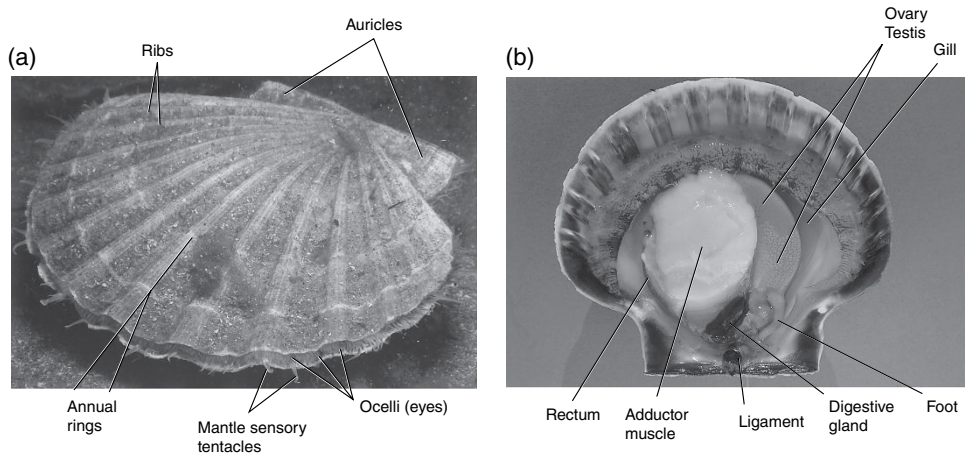 (a)
Ribs
Auricles
Annual
rings
Mantle sensory
tentacles
Ocelli (eyes)
(b)
Ovary
Testis
Gill
Rectum
Adductor
muscle
Ligament
Digestive
gland
Foot